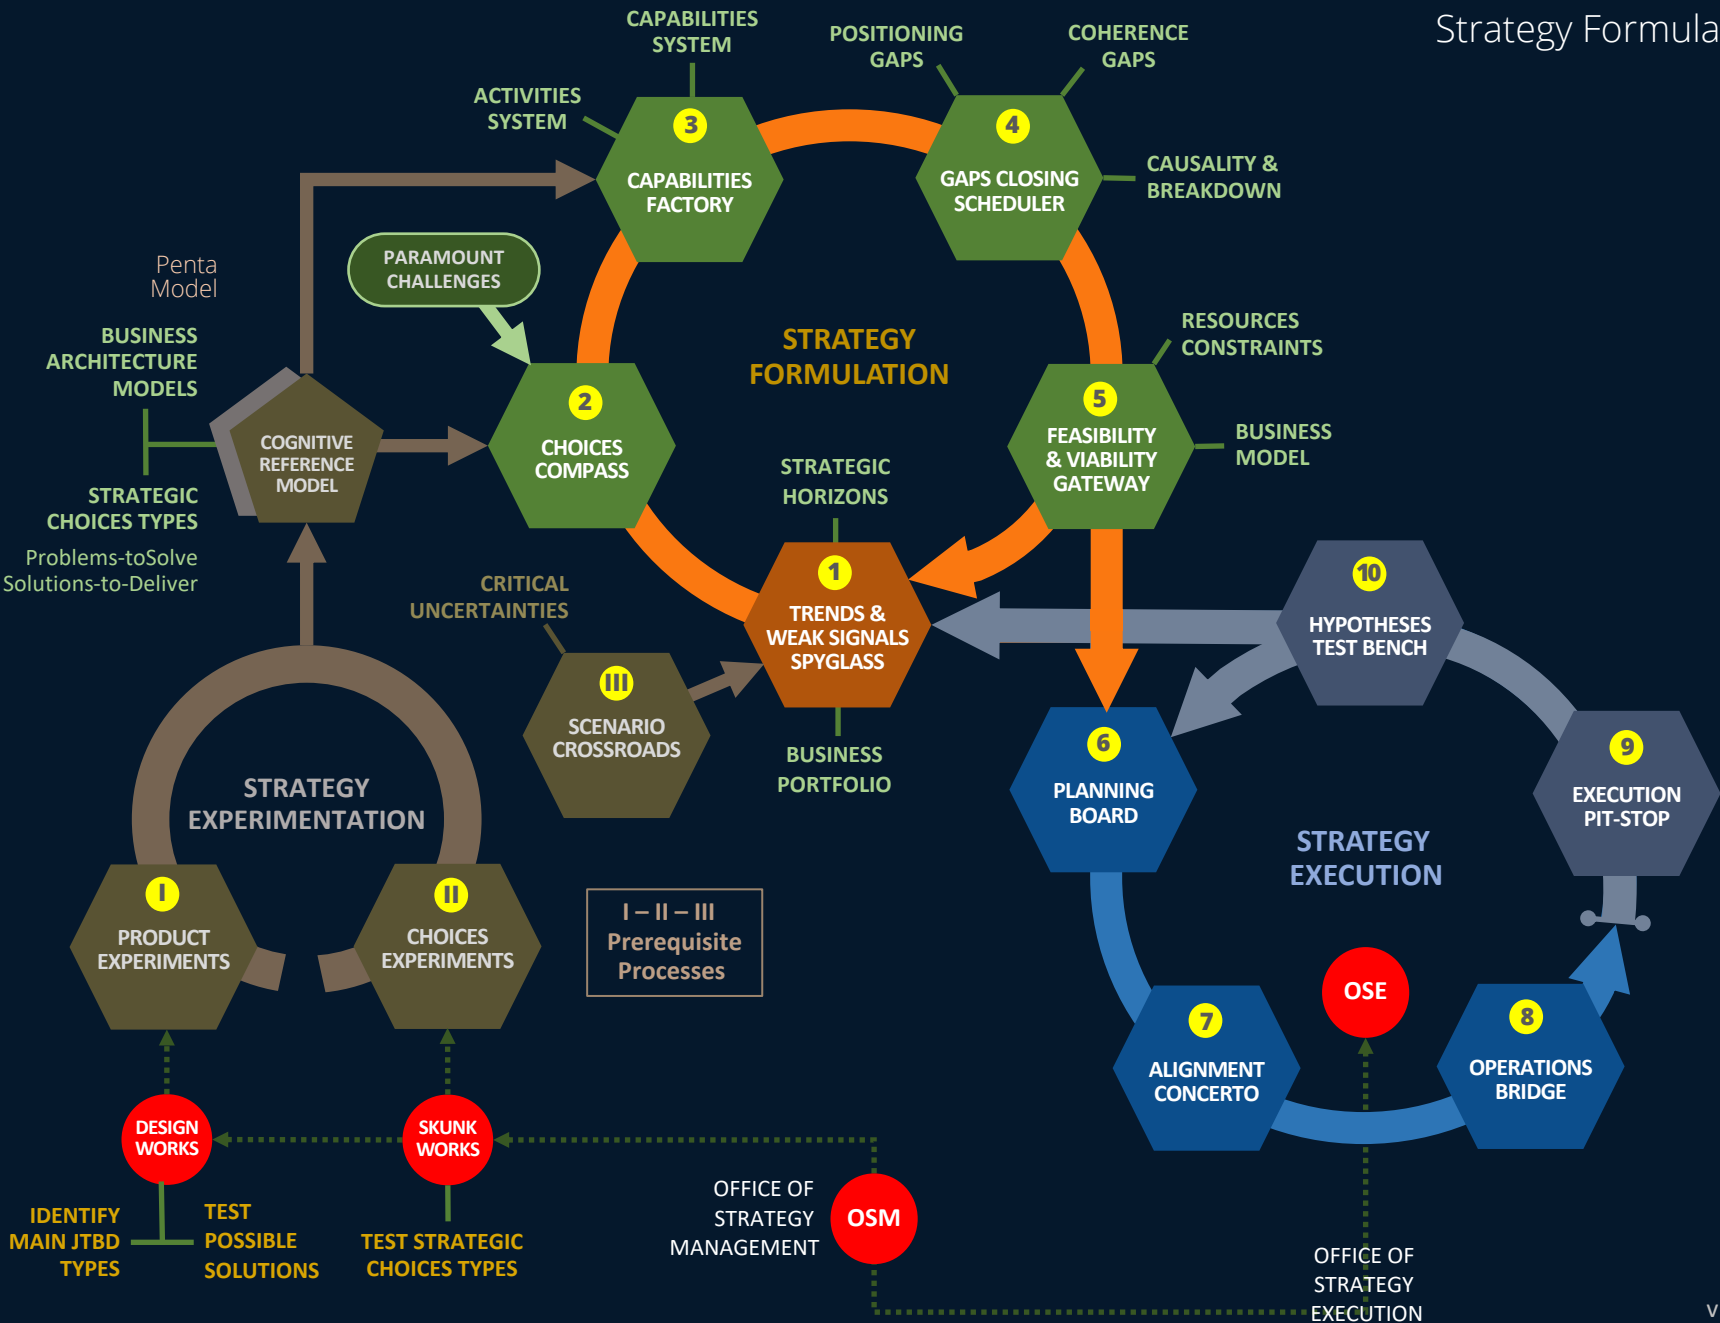 Strategy Formula
CAPABILITIES
SYSTEM
POSITIONING
GAPS
COHERENCE
GAPS
ACTIVITIES
SYSTEM
3
CAPABILITIES
FACTORY
4
GAPS CLOSING
SCHEDULER
CAUSALITY &
BREAKDOWN
Penta
Model
PARAMOUNT
CHALLENGES
BUSINESS
ARCHITECTURE
MODELS
STRATEGY
FORMULATION
RESOURCES
CONSTRAINTS
COGNITIVE
REFERENCE
MODEL
2
CHOICES
COMPASS
5
FEASIBILITY
& VIABILITY
GATEWAY
BUSINESS
MODEL
STRATEGIC
CHOICES TYPES
Problems-toSolve
Solutions-to-Deliver
STRATEGIC
HORIZONS
CRITICAL
UNCERTAINTIES
1
TRENDS &
WEAK SIGNALS
SPYGLASS
10
HYPOTHESES
TEST BENCH
III
SCENARIO
CROSSROADS
BUSINESS
PORTFOLIO
6
PLANNING
BOARD
9
EXECUTION
PIT-STOP
STRATEGY
EXPERIMENTATION
STRATEGY
EXECUTION
I
PRODUCT
EXPERIMENTS
II
CHOICES
EXPERIMENTS
I – II – III
Prerequisite
Processes
OSE
7
ALIGNMENT
CONCERTO
8
OPERATIONS
BRIDGE
DESIGN
WORKS
SKUNK
WORKS
IDENTIFY
MAIN JTBD
TYPES
TEST
POSSIBLE
SOLUTIONS
TEST STRATEGIC
CHOICES TYPES
OFFICE OF
STRATEGY
MANAGEMENT
OSM
OFFICE OF
STRATEGY
EXECUTION
v